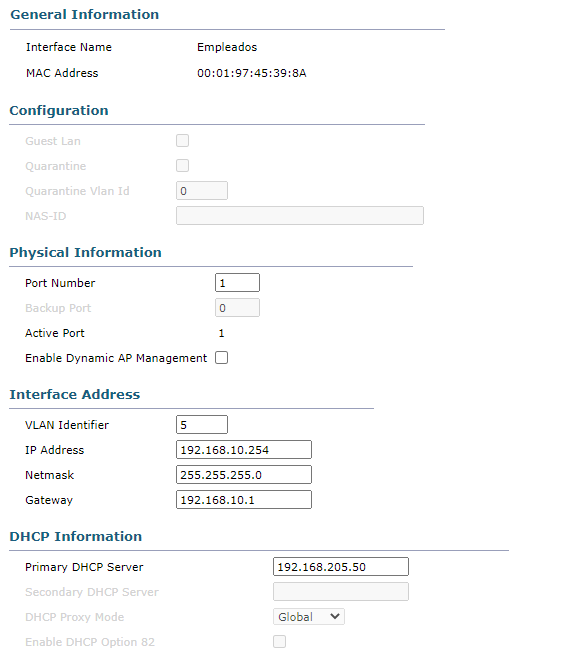 General Information
Interface Name Empleados
MAC Address 00:01:97:45:39:8A
Configuration
Guest Lan
Quarantine
Quarantine Vlan Id 0
NAS-ID
Physical Information
Port Number 1
Backup Port 0
Active Port 1
Enable Dynamic AP Management
Interface Address
VLAN Identifier 5
IP Address 192.168.10.254
Netmask 255.255.255.0
Gateway 192.168.10.1
DHCP Information
Primary DHCP Server 192.168.205.50
Secondary DHCP Server
DHCP Proxy Mode Global
Enable DHCP Option 82